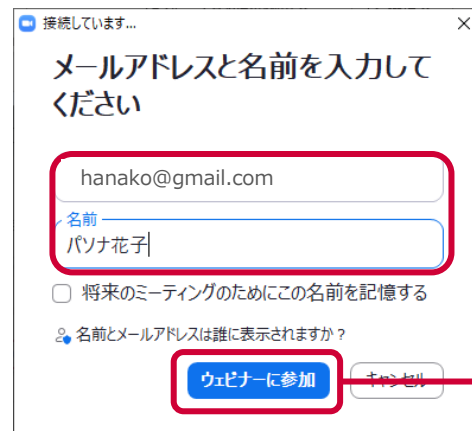 接続しています...
メールアドレスと名前を入力して
ください
hanako@gmail.com
名前
パソナ花子
将来のミーティングのためにこの名前を記憶する
名前とメールアドレスは誰に表示されますか?
ウェビナーに参加 キャンセル